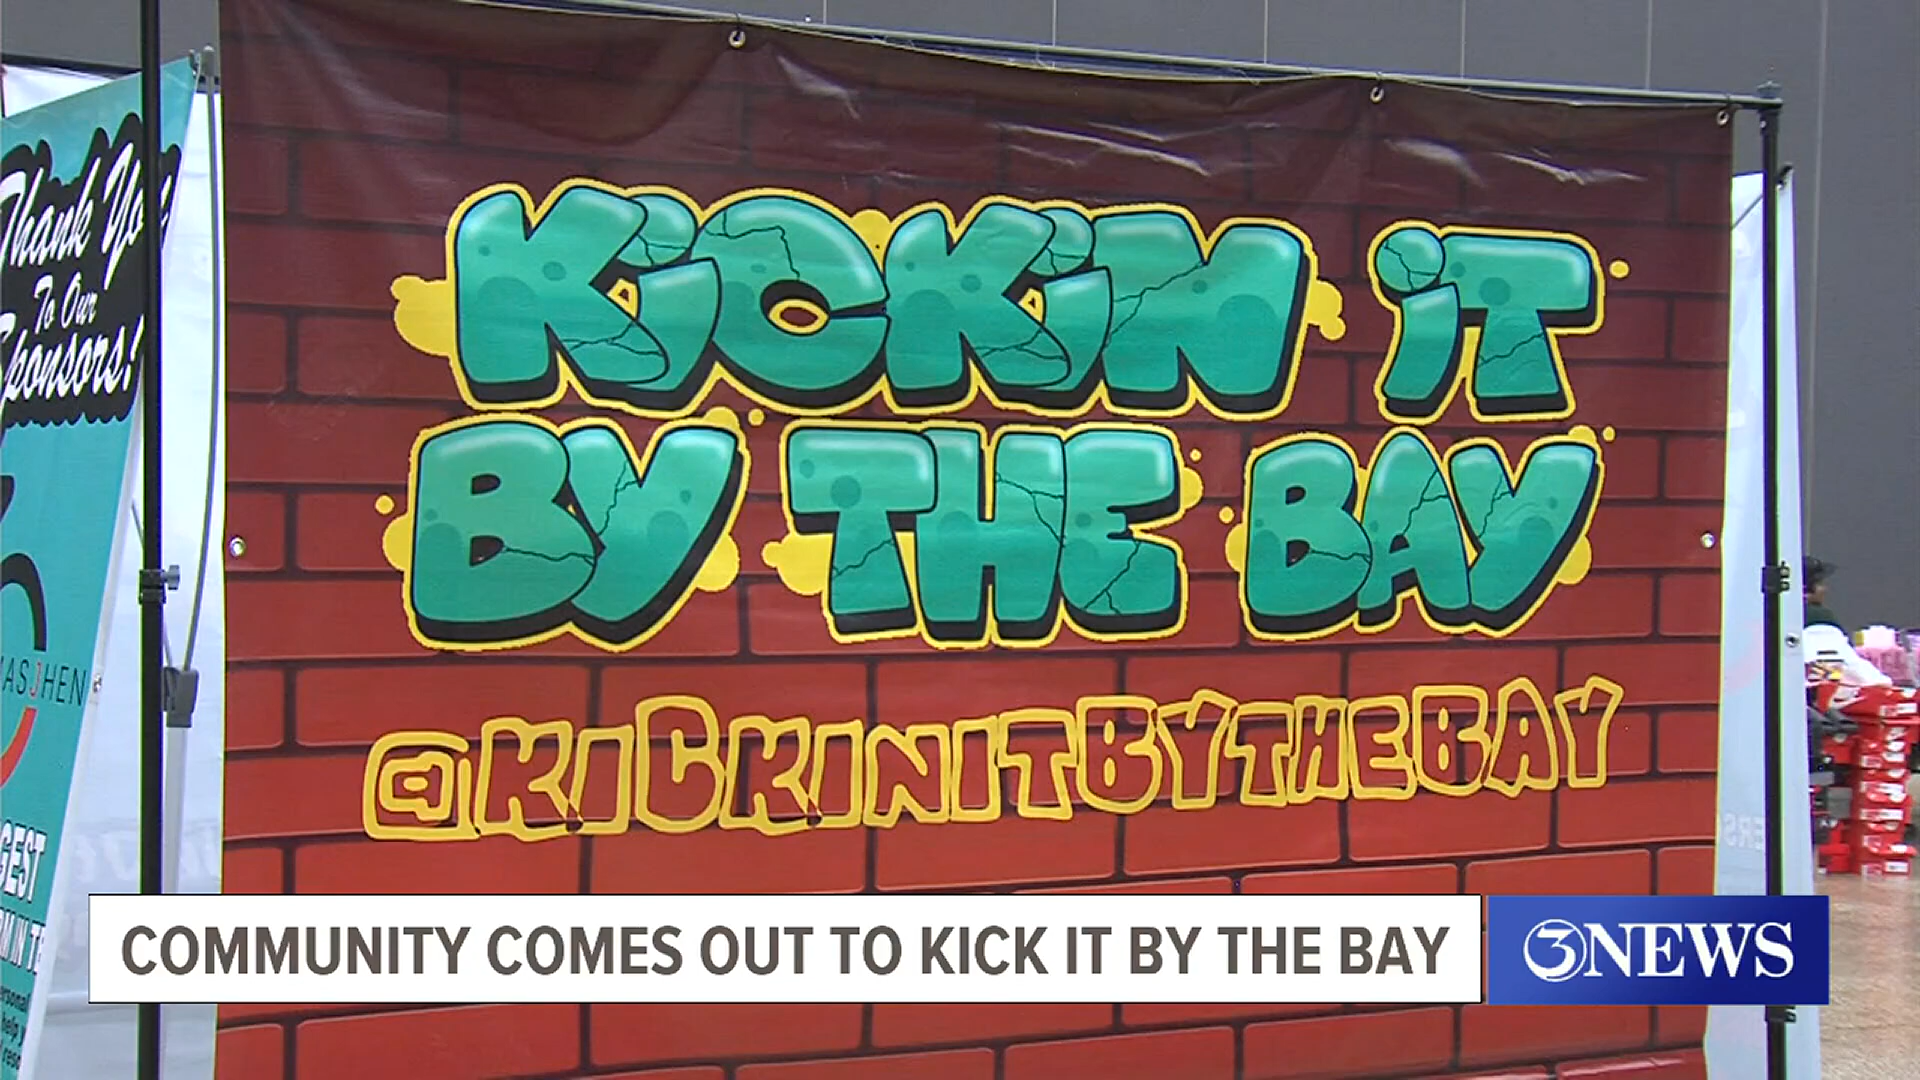 Thank You
To Our
Sponsors!
KiCKiN iT
BY THE BAY
@KICKINITBYTHEBAY
COMMUNITY COMES OUT TO KICK IT BY THE BAY
3NEWS